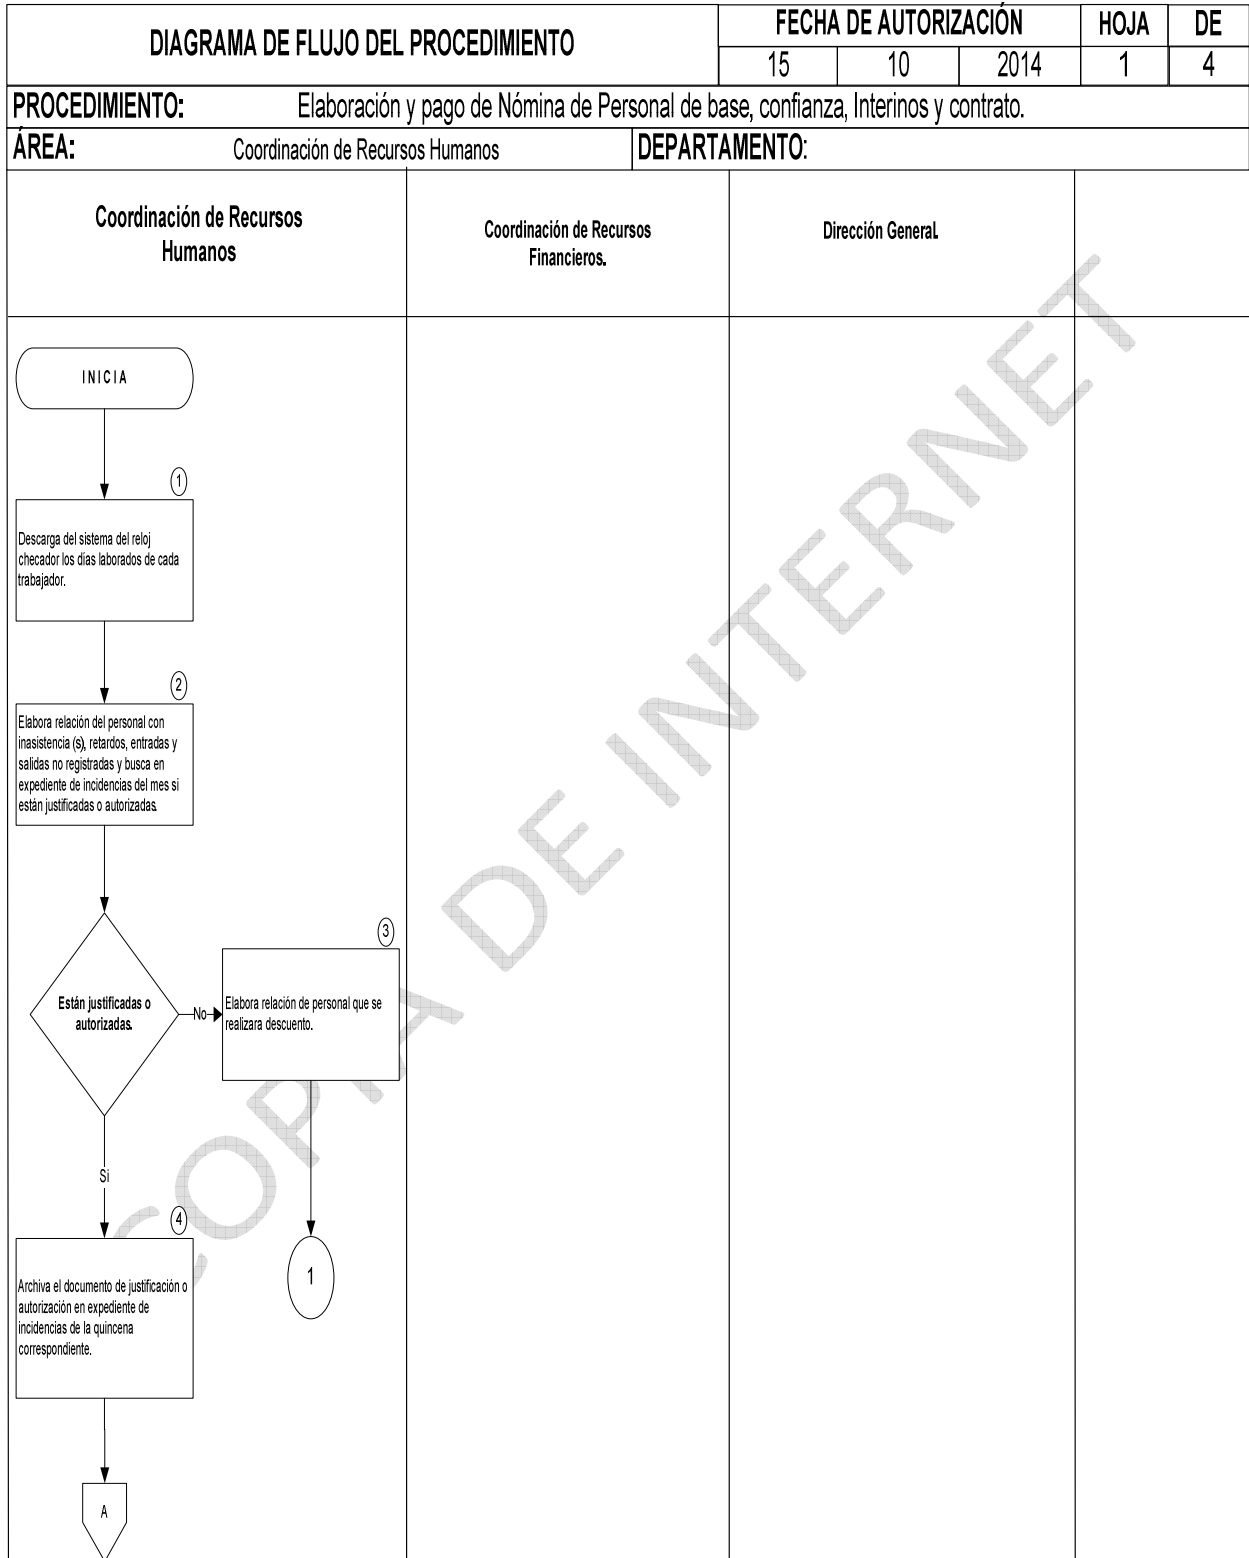 DIAGRAMA DE FLUJO DEL PROCEDIMIENTO
FECHA DE AUTORIZACIÓN
HOJA
DE
15
10
2014
1
4
PROCEDIMIENTO: Elaboración y pago de Nómina de Personal de base, confianza, Interinos y contrato.
ÁREA: Coordinación de Recursos Humanos
DEPARTAMENTO:
Coordinación de Recursos
Humanos
Coordinación de Recursos
Financieros.
Dirección General.
INICIA
1
Descarga del sistema del reloj
checador los días laborados de cada
trabajador.
2
Elabora relación del personal con
inasistencia (s), retardos, entradas y
salidas no registradas y busca en
expediente de incidencias del mes si
están justificadas o autorizadas.
Están justificadas o
autorizadas.
No
3
Elabora relación de personal que se
realizara descuento.
1
Si
4
Archiva el documento de justificación o
autorización en expediente de
incidencias de la quincena
correspondiente.
A
COPIA DE INTERNET